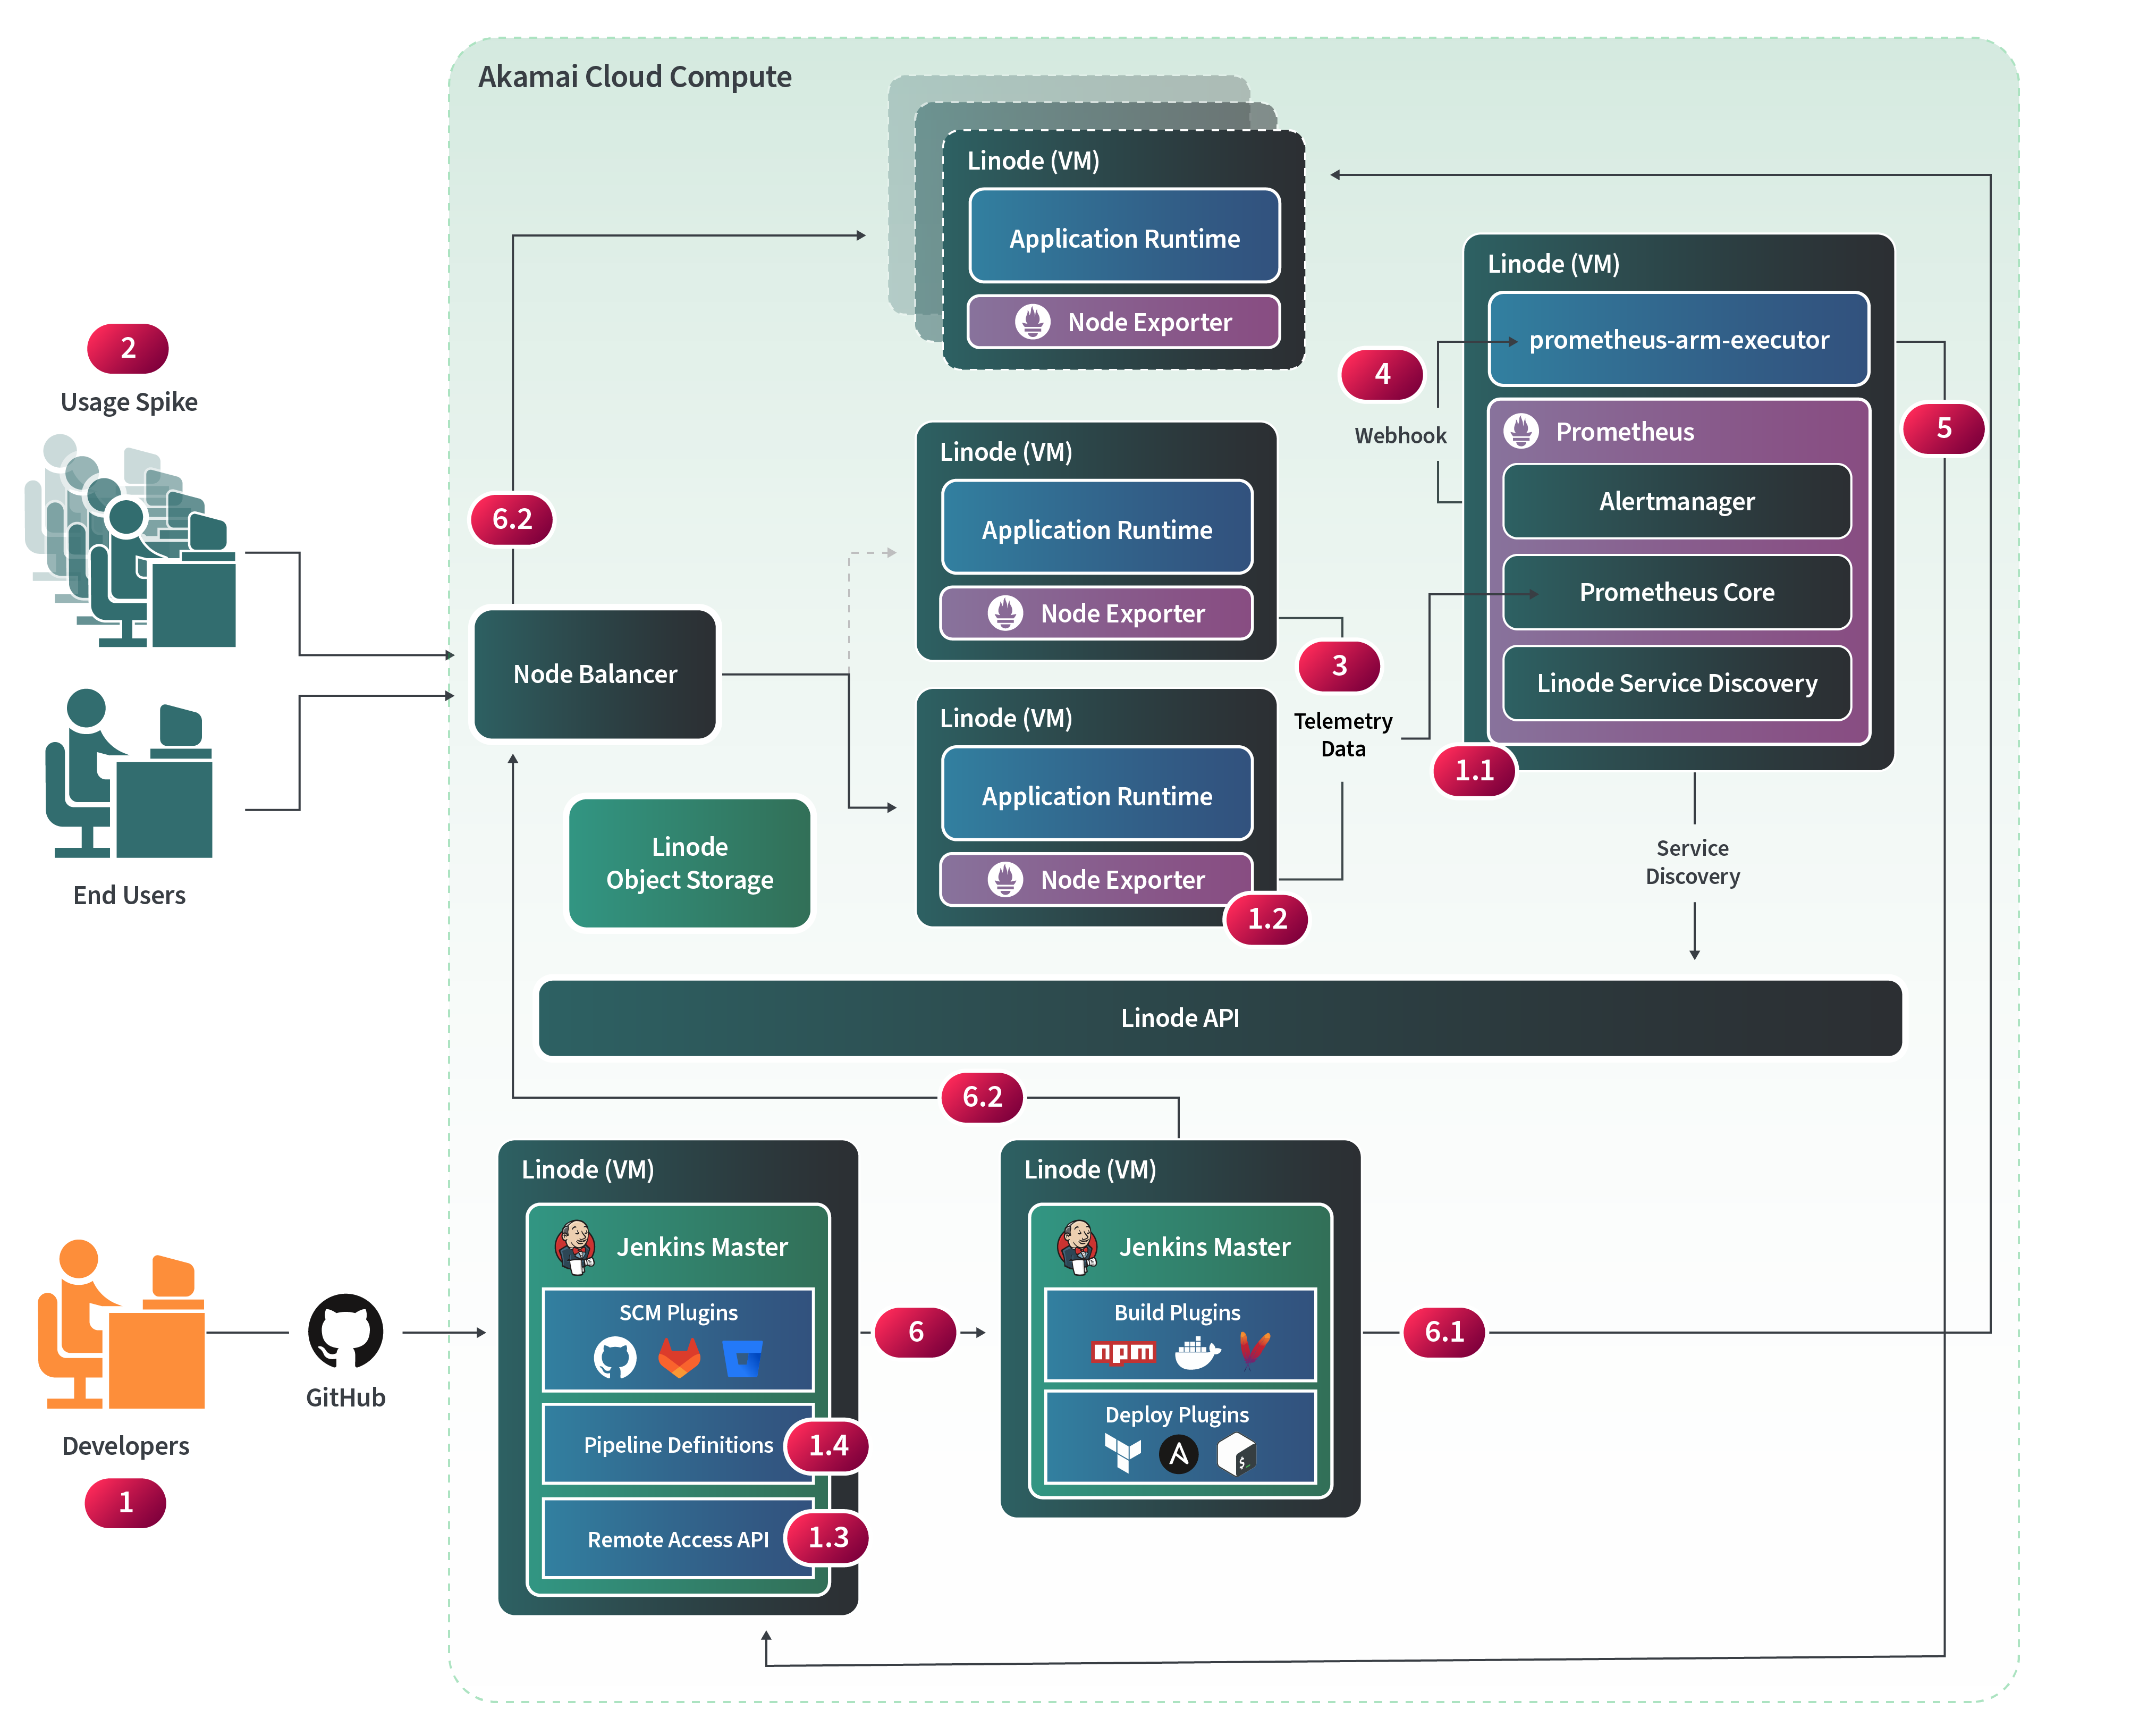 Akamai Cloud Compute
Linode (VM)
Application Runtime
Node Exporter
2
Usage Spike
End Users
6.2
Node Balancer
Linode
Object Storage
Linode (VM)
Application Runtime
Node Exporter
Linode (VM)
Application Runtime
Node Exporter
1.2
3
Telemetry
Data
4
Webhook
Linode (VM)
prometheus-arm-executor
Prometheus
Alertmanager
Prometheus Core
Linode Service Discovery
1.1
5
Service
Discovery
Linode API
6.2
Developers
1
GitHub
Linode (VM)
Jenkins Master
SCM Plugins
Pipeline Definitions
1.4
Remote Access API
1.3
6
Linode (VM)
Jenkins Master
Build Plugins
npm
Deploy Plugins
$_
6.1